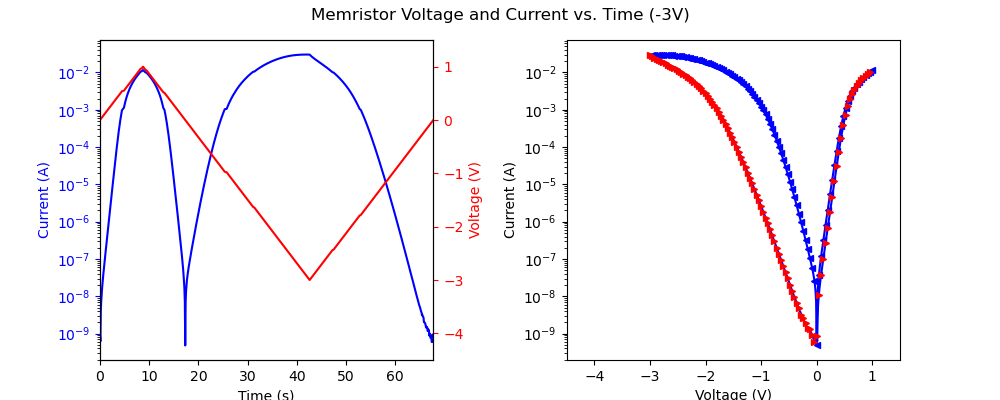 Memristor Voltage and Current vs. Time (-3V)
10⁻²
10⁻³
10⁻⁴
10⁻⁵
10⁻⁶
10⁻⁷
10⁻⁸
10⁻⁹
Current (A)
0 10 20 30 40 50 60
Time (s)
1
0
−1
−2
−3
−4
Voltage (V)
10⁻²
10⁻³
10⁻⁴
10⁻⁵
10⁻⁶
10⁻⁷
10⁻⁸
10⁻⁹
Current (A)
−4 −3 −2 −1 0 1
Voltage (V)